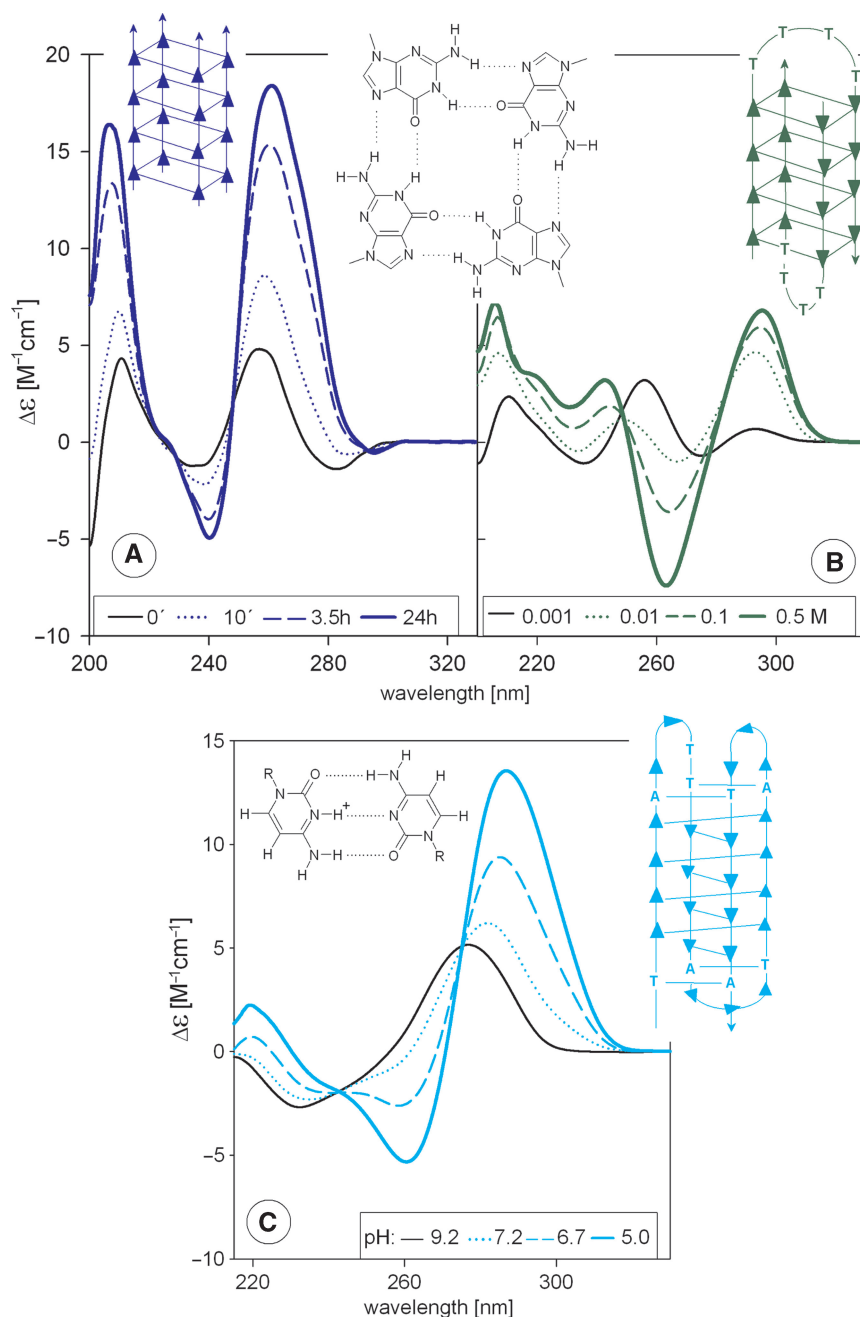 20
15
10
5
0
−5
−10
Δε [M⁻¹cm⁻¹]
A
0´ 10´ 3.5h 24h
200 240 280 320
wavelength [nm]
N N H H N H N O
N N H H N H N O
N N H H N H N O
N N H H N H N O
T T T T
T T T T
B
0.001 0.01 0.1 0.5 M
220 260 300
wavelength [nm]
15
10
5
0
−5
−10
Δε [M⁻¹cm⁻¹]
R O H H
N N H + N H
H H N H O N
H R
T
T
A T A
A T
T A
C
pH: 9.2 7.2 6.7 5.0
220 260 300
wavelength [nm]